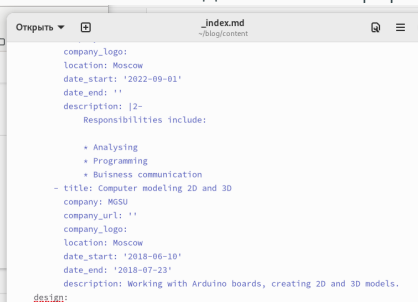 Открыть
_index.md
~/blog/content
company_logo:
location: Moscow
date_start: '2022-09-01'
date_end: ''
description: |2-
Responsibilities include:
* Analysing
* Programming
* Buisness communication
- title: Computer modeling 2D and 3D
company: MGSU
company_url: ''
company_logo:
location: Moscow
date_start: '2018-06-10'
date_end: '2018-07-23'
description: Working with Arduino boards, creating 2D and 3D models.
design: